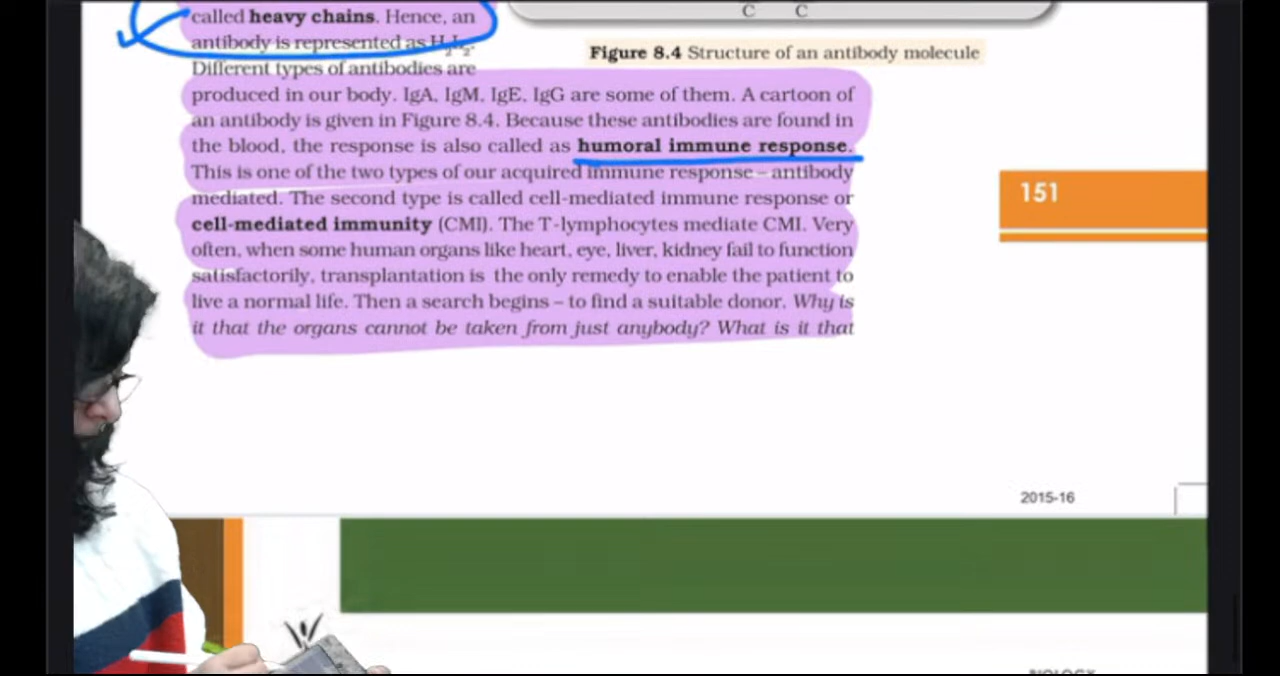 C C
called heavy chains. Hence, an
antibody is represented as H₂L₂.
Different types of antibodies are
Figure 8.4 Structure of an antibody molecule
produced in our body. IgA, IgM, IgE, IgG are some of them. A cartoon of
an antibody is given in Figure 8.4. Because these antibodies are found in
the blood, the response is also called as humoral immune response.
This is one of the two types of our acquired immune response – antibody
mediated. The second type is called cell-mediated immune response or
cell-mediated immunity (CMI). The T-lymphocytes mediate CMI. Very
often, when some human organs like heart, eye, liver, kidney fail to function
satisfactorily, transplantation is the only remedy to enable the patient to
live a normal life. Then a search begins – to find a suitable donor. Why is
it that the organs cannot be taken from just anybody? What is it that
151
2015-16